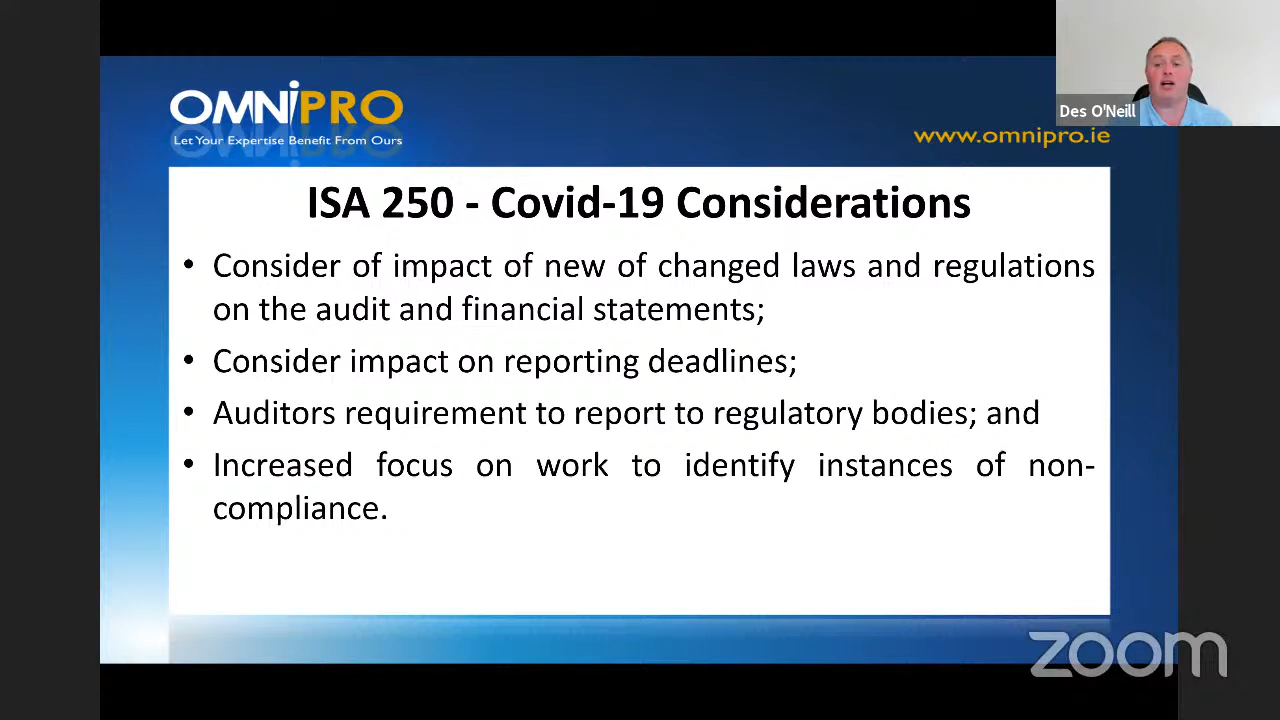 OMNiPRO
Let Your Expertise Benefit From Ours
Des O'Neill
www.omnipro.ie
ISA 250 - Covid-19 Considerations
• Consider of impact of new of changed laws and regulations
on the audit and financial statements;
• Consider impact on reporting deadlines;
• Auditors requirement to report to regulatory bodies; and
• Increased focus on work to identify instances of non-
compliance.
zoom